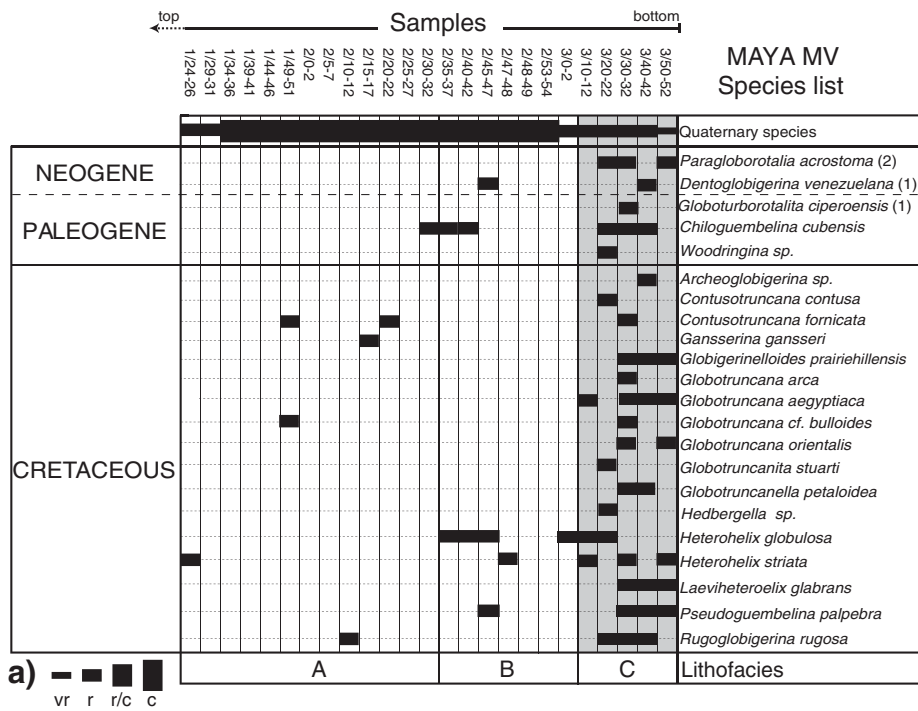 top Samples bottom
1/24-26
1/29-31
1/34-36
1/39-41
1/44-46
1/49-51
2/0-2
2/5-7
2/10-12
2/15-17
2/20-22
2/25-27
2/30-32
2/35-37
2/40-42
2/45-47
2/47-48
2/48-49
2/53-54
3/0-2
3/10-12
3/20-22
3/30-32
3/40-42
3/50-52
MAYA MV
Species list
Quaternary species
NEOGENE
Paragloborotalia acrostoma (2)
Dentoglobigerina venezuelana (1)
PALEOGENE
Globoturborotalita ciperoensis (1)
Chiloguembelina cubensis
Woodringina sp.
CRETACEOUS
Archeoglobigerina sp.
Contusotruncana contusa
Contusotruncana fornicata
Gansserina gansseri
Globigerinelloides prairiehillensis
Globotruncana arca
Globotruncana aegyptiaca
Globotruncana cf. bulloides
Globotruncana orientalis
Globotruncanita stuarti
Globotruncanella petaloidea
Hedbergella sp.
Heterohelix globulosa
Heterohelix striata
Laeviheteroelix glabrans
Pseudoguembelina palpebra
Rugoglobigerina rugosa
A B C Lithofacies
a)
vr r r/c c